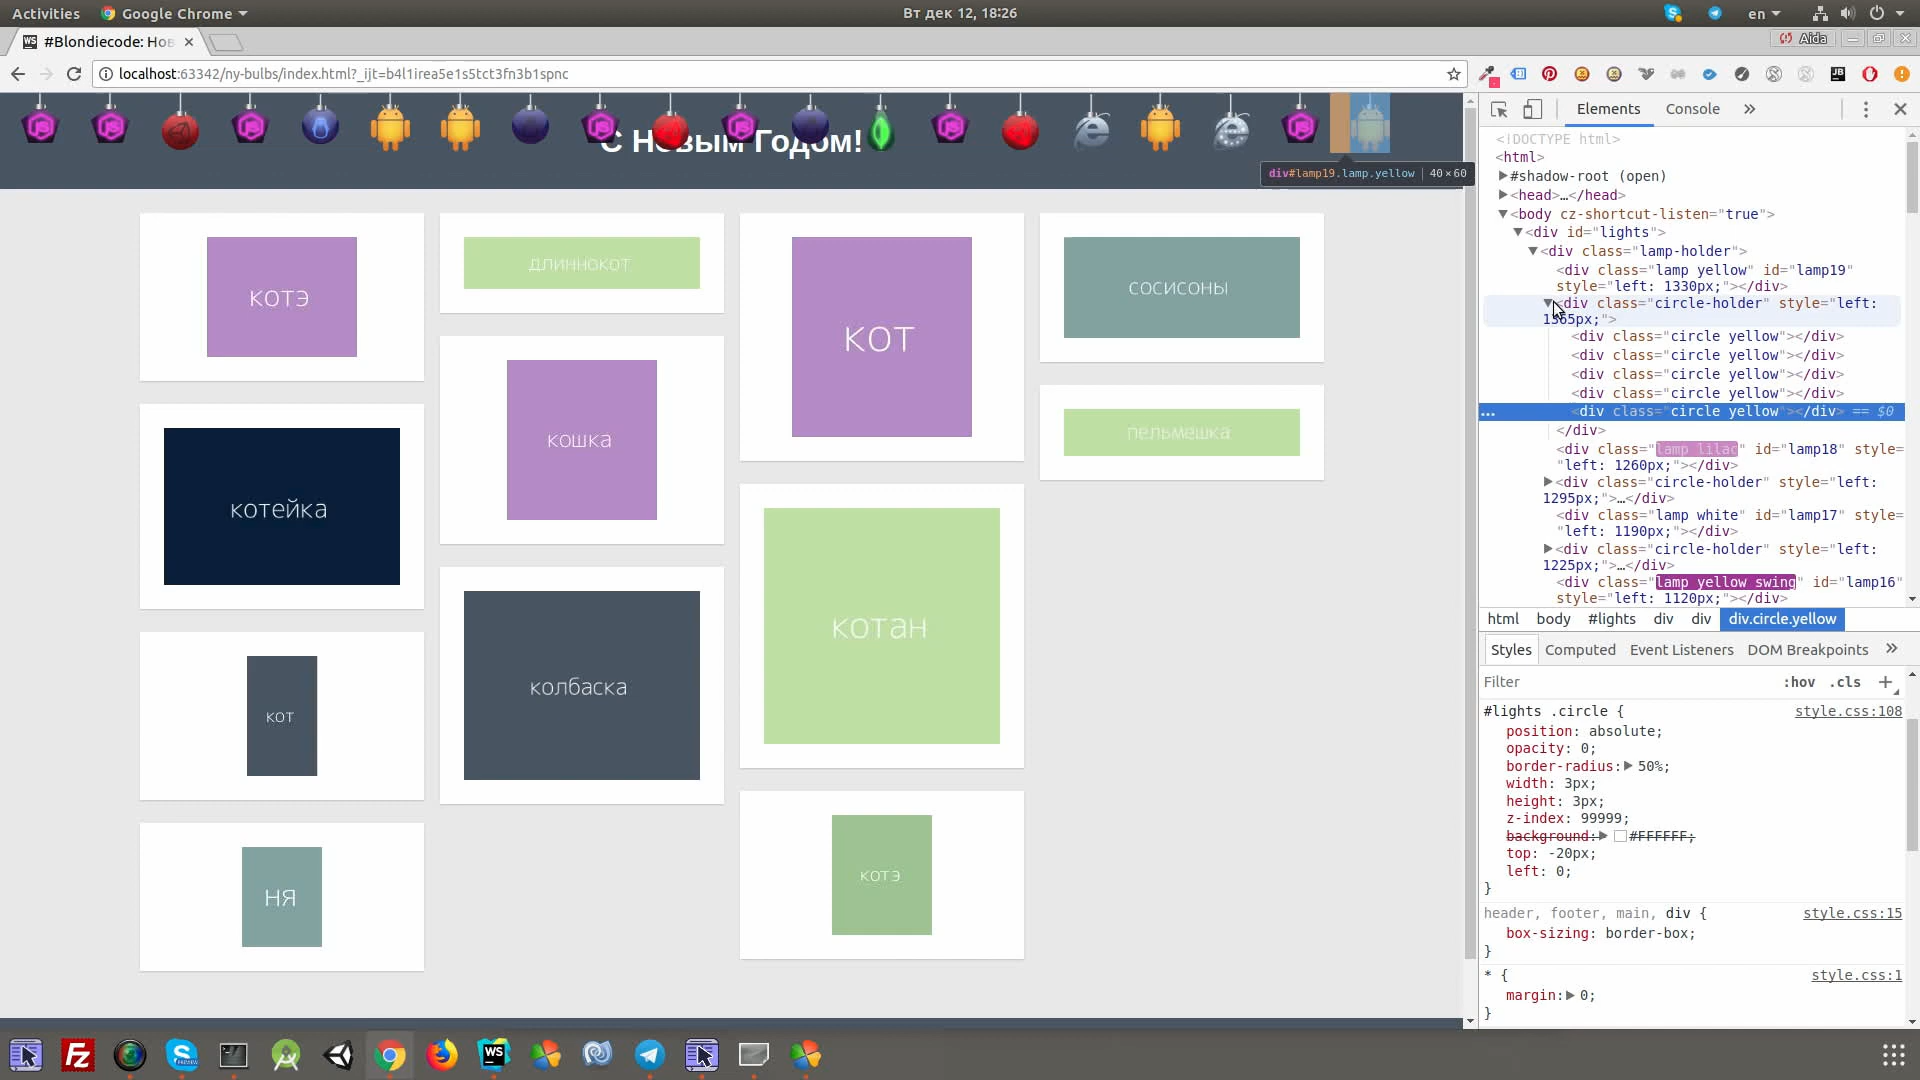 Activities
Google Chrome
Вт дек 12, 18:26
en
#Blondiecode: Нов
Aida
localhost:63342/ny-bulbs/index.html?_ijt=b4l1irea5e1s5tct3fn3b1spnc
С Новым Годом!
div#lamp19.lamp.yellow | 40×60
котэ
длиннокот
кот
сосисоны
пельмешка
котейка
кошка
котан
кот
колбаска
котэ
НЯ
Elements
Console
<!DOCTYPE html>
<html>
#shadow-root (open)
<head>…</head>
<body cz-shortcut-listen="true">
<div id="lights">
<div class="lamp-holder">
<div class="lamp yellow" id="lamp19"
style="left: 1330px;"></div>
<div class="circle-holder" style="left:
1365px;">
<div class="circle yellow"></div>
<div class="circle yellow"></div>
<div class="circle yellow"></div>
<div class="circle yellow"></div>
… <div class="circle yellow"></div> == $0
</div>
<div class="lamp lilac" id="lamp18" style=
"left: 1260px;"></div>
<div class="circle-holder" style="left:
1295px;">…</div>
<div class="lamp white" id="lamp17" style=
"left: 1190px;"></div>
<div class="circle-holder" style="left:
1225px;">…</div>
<div class="lamp yellow swing" id="lamp16"
style="left: 1120px;"></div>
html body #lights div div div.circle.yellow
Styles Computed Event Listeners DOM Breakpoints
Filter :hov .cls
#lights .circle { style.css:108
position: absolute;
opacity: 0;
border-radius: 50%;
width: 3px;
height: 3px;
z-index: 99999;
background: #FFFFFF;
top: -20px;
left: 0;
}
header, footer, main, div { style.css:15
box-sizing: border-box;
}
* { style.css:1
margin: 0;
}